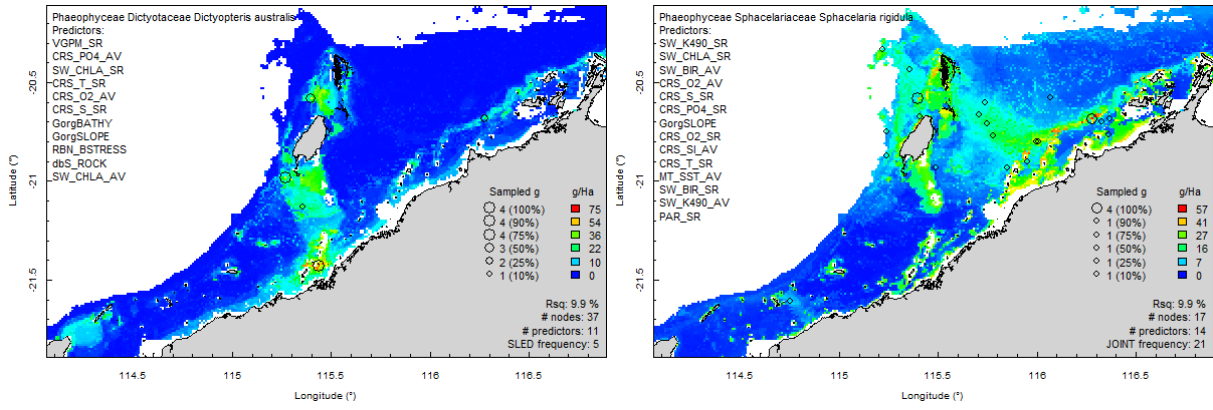 Phaeophyceae Dictyotaceae Dictyopteris australis
Predictors:
VGPM_SR
CRS_PO4_AV
SW_CHLA_SR
CRS_T_SR
CRS_O2_AV
CRS_S_SR
GorgBATHY
GorgSLOPE
RBN_BSTRESS
dbS_ROCK
SW_CHLA_AV
Sampled g g/Ha
4 (100%) 75
4 (90%) 54
4 (75%) 36
3 (50%) 22
2 (25%) 10
1 (10%) 0
Rsq: 9.9 %
# nodes: 37
# predictors: 11
SLED frequency: 5
Latitude (°)
20.5
-21
-21.5
114.5 115 115.5 116 116.5
Longitude (°)
Phaeophyceae Sphacelariaceae Sphacelaria rigidula
Predictors:
SW_K490_SR
SW_CHLA_SR
SW_BIR_AV
CRS_O2_AV
CRS_S_SR
CRS_PO4_SR
GorgSLOPE
CRS_O2_SR
CRS_SI_AV
CRS_T_SR
MT_SST_AV
SW_BIR_SR
SW_K490_AV
PAR_SR
Sampled g g/Ha
4 (100%) 57
1 (90%) 41
1 (75%) 27
1 (50%) 16
1 (25%) 7
1 (10%) 0
Rsq: 9.9 %
# nodes: 17
# predictors: 14
JOINT frequency: 21
Latitude (°)
20.5
-21
-21.5
114.5 115 115.5 116 116.5
Longitude (°)